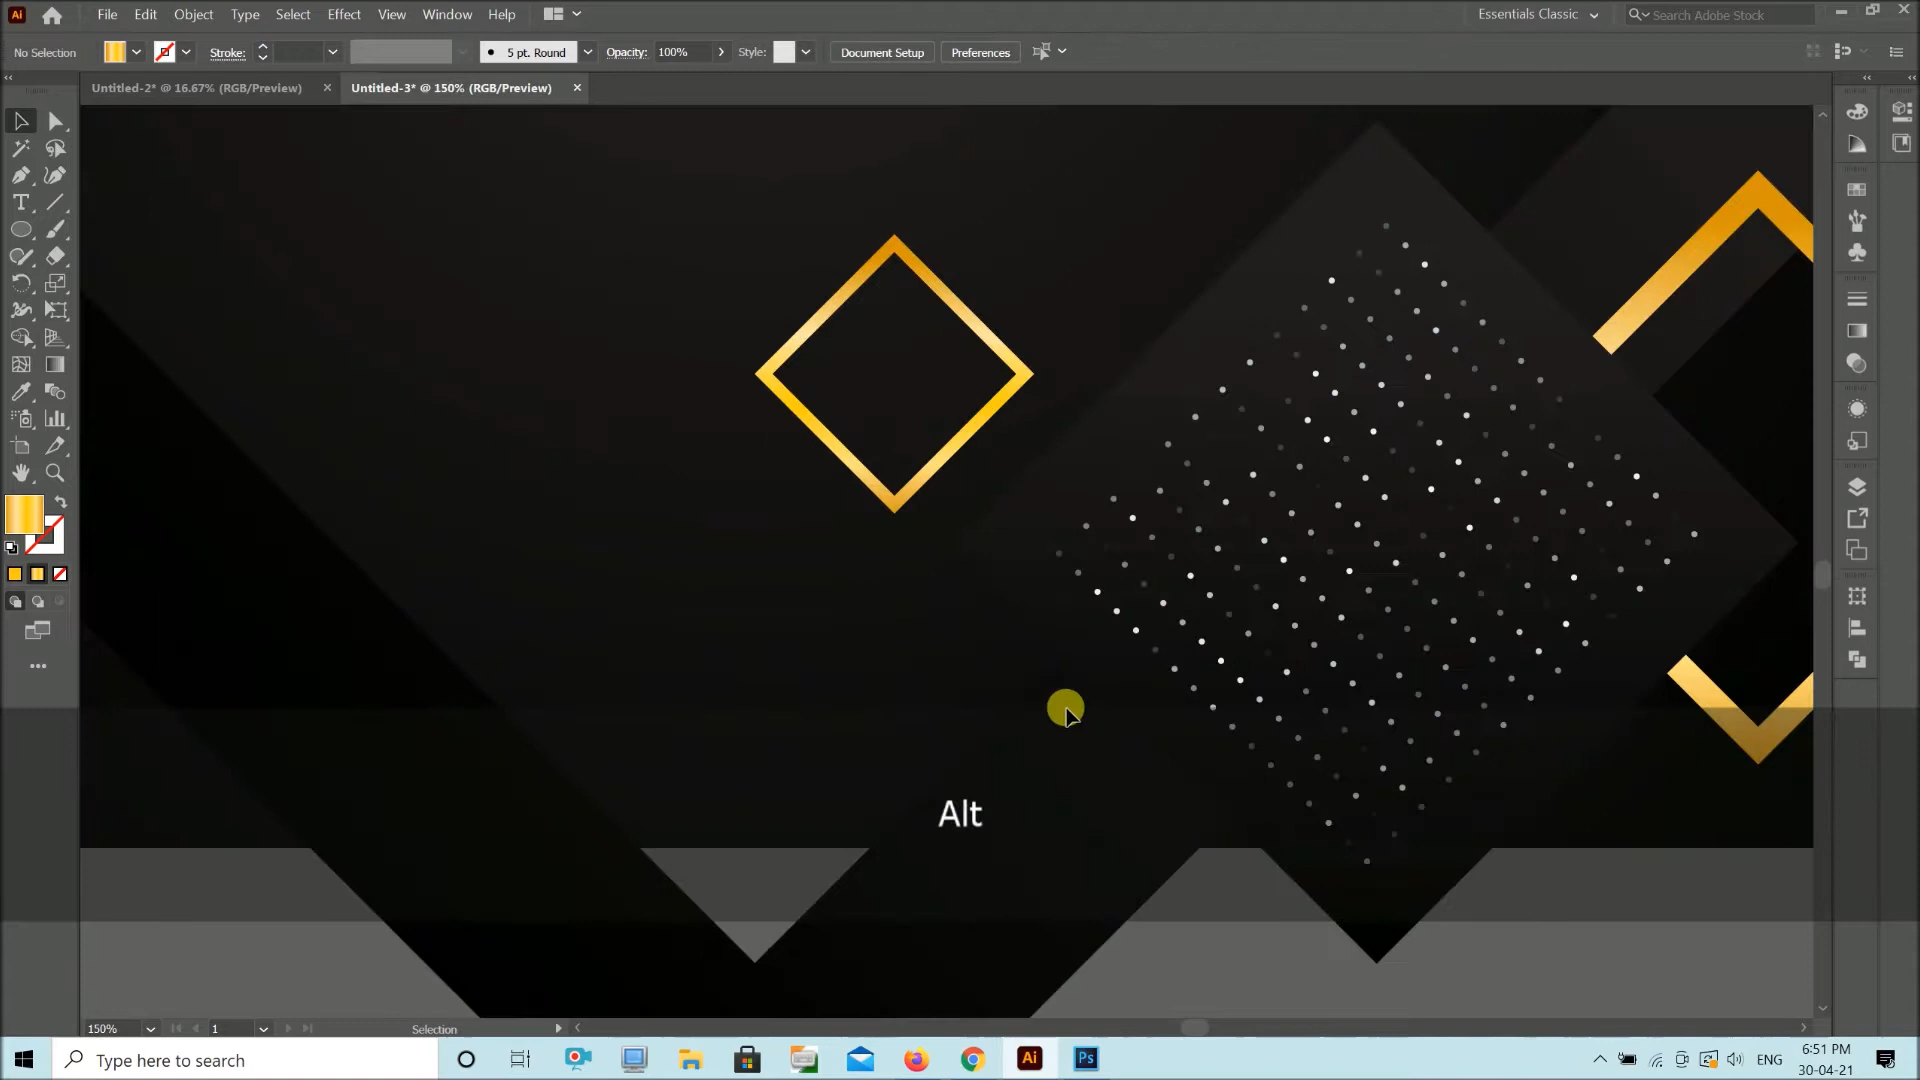 Ai File Edit Object Type Select Effect View Window Help Essentials Classic Search Adobe Stock
No Selection Stroke: 5 pt. Round Opacity: 100% Style: Document Setup Preferences
Untitled-2* @ 16.67% (RGB/Preview) Untitled-3* @ 150% (RGB/Preview)
Alt
150% 1 Selection
Type here to search Ai Ps ENG 6:51 PM
30-04-21